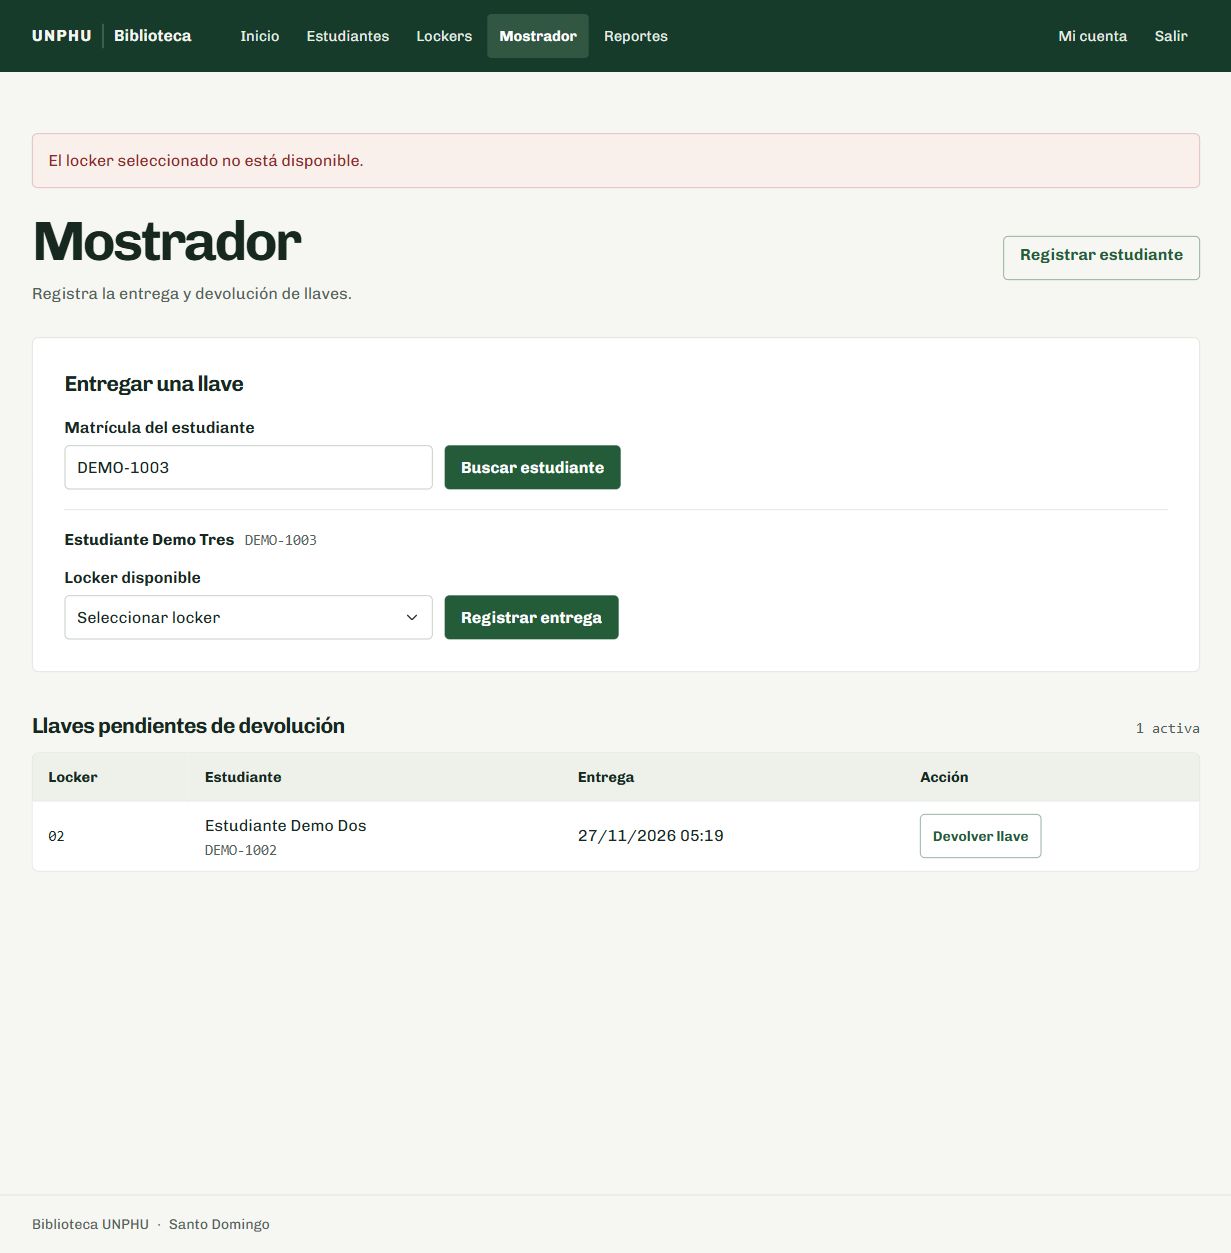 UNPHU Biblioteca Inicio Estudiantes Lockers Mostrador Reportes Mi cuenta Salir
El locker seleccionado no está disponible.
Mostrador
Registrar estudiante
Registra la entrega y devolución de llaves.
Entregar una llave
Matrícula del estudiante
DEMO-1003 Buscar estudiante
Estudiante Demo Tres DEMO-1003
Locker disponible
Seleccionar locker Registrar entrega
Llaves pendientes de devolución 1 activa
Locker Estudiante Entrega Acción
02 Estudiante Demo Dos 27/11/2026 05:19 Devolver llave
DEMO-1002
Biblioteca UNPHU · Santo Domingo